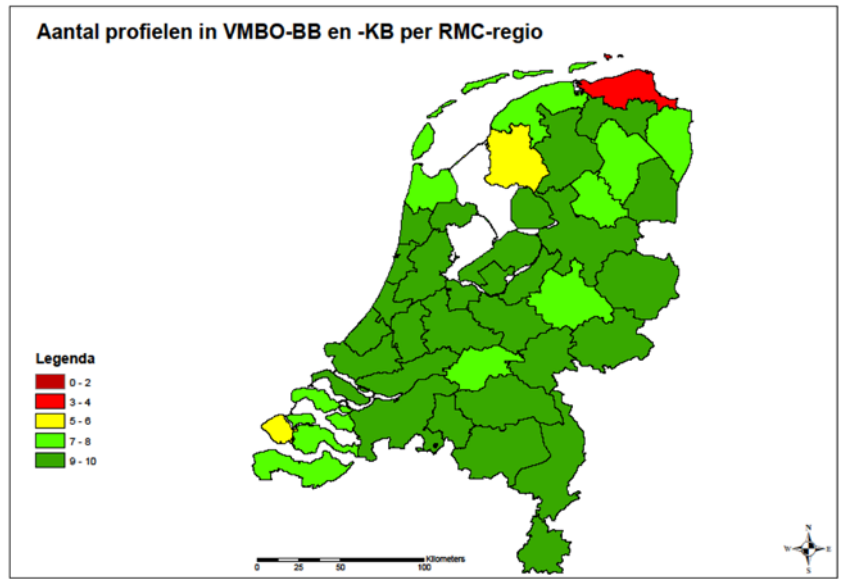 Aantal profielen in VMBO-BB en -KB per RMC-regio
Legenda
0 - 2
3 - 4
5 - 6
7 - 8
9 - 10
Kilometers
0 25 50 100
N
W E
S